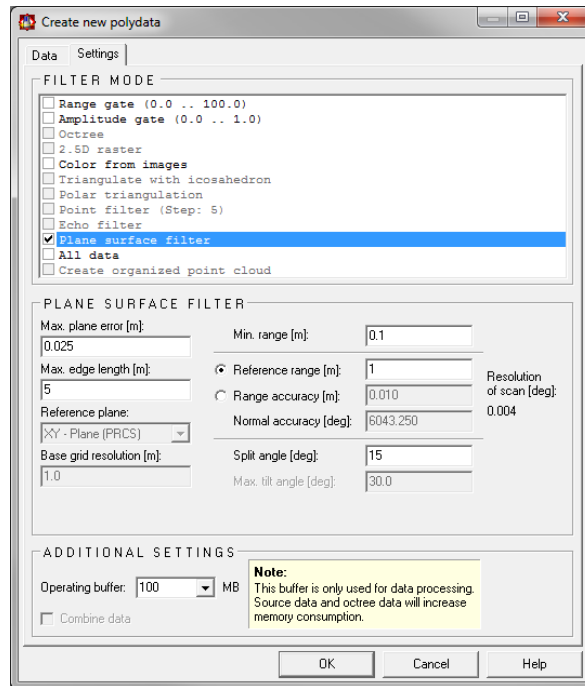 Create new polydata
Data
Settings
FILTER MODE
Range gate (0.0 .. 100.0)
Amplitude gate (0.0 .. 1.0)
Octree
2.5D raster
Color from images
Triangulate with icosahedron
Polar triangulation
Point filter (Step: 5)
Echo filter
Plane surface filter
All data
Create organized point cloud
PLANE SURFACE FILTER
Max. plane error [m]:
0.025
Max. edge length [m]:
5
Reference plane:
XY - Plane (PRCS)
Base grid resolution [m]:
1.0
Min. range [m]:
0.1
Reference range [m]:
1
Range accuracy [m]:
0.010
Normal accuracy [deg]:
6043.250
Split angle [deg]:
15
Max. tilt angle [deg]:
30.0
Resolution
of scan [deg]:
0.004
ADDITIONAL SETTINGS
Operating buffer:
100
MB
Combine data
Note:
This buffer is only used for data processing.
Source data and octree data will increase
memory consumption.
OK
Cancel
Help